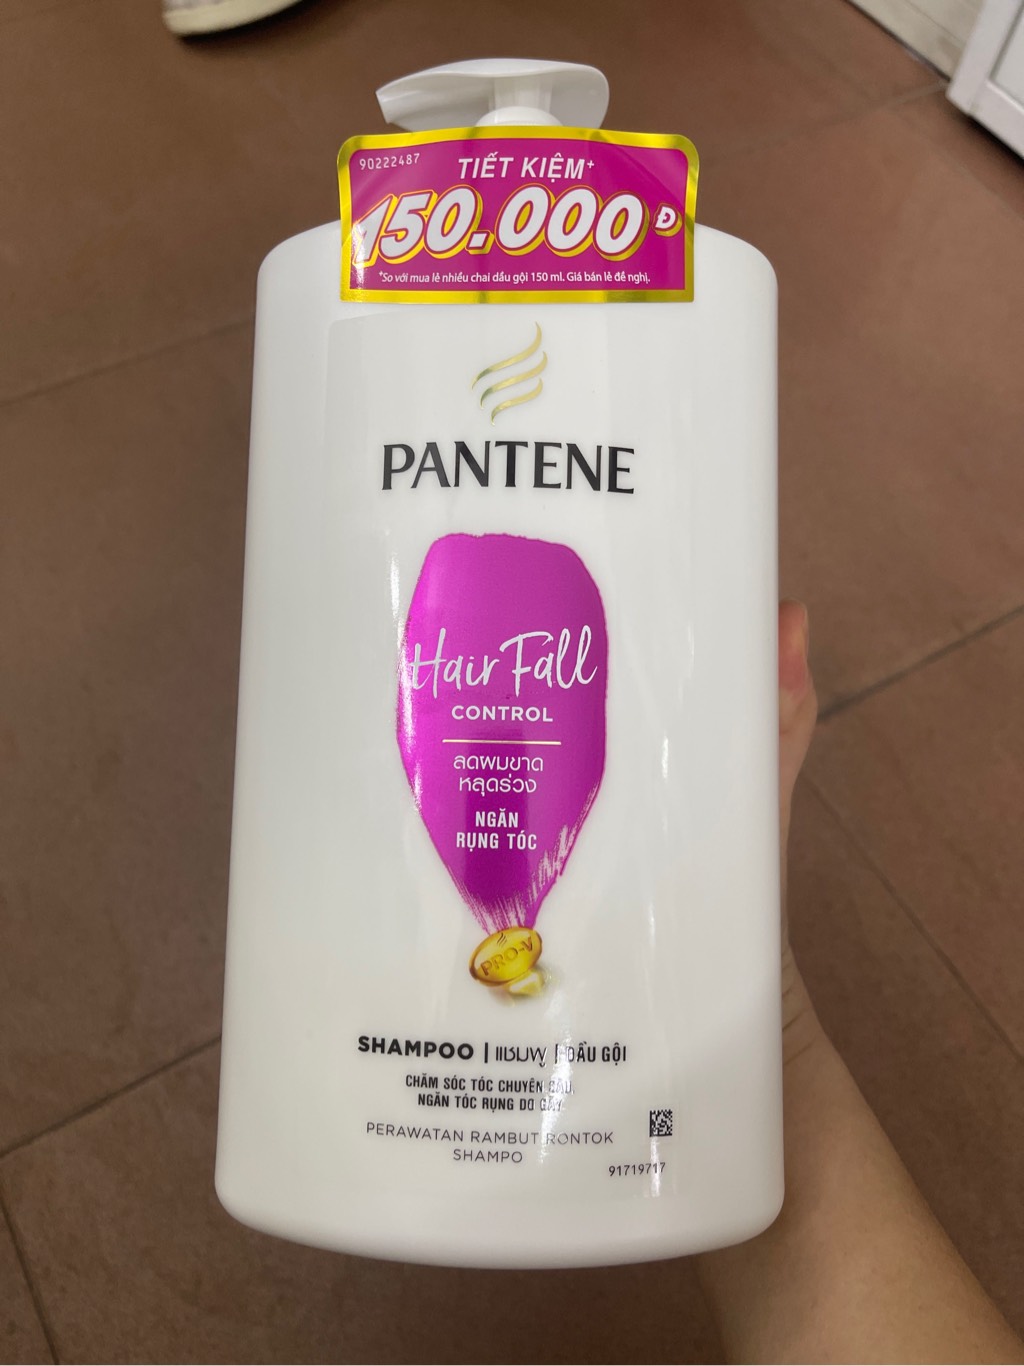 90222487
TIẾT KIỆM+
150.000 Đ
+So với mua lẻ nhiều chai dầu gội 150 ml. Giá bán lẻ đề nghị.
PANTENE
Hair Fall
CONTROL
ลดผมขาด
หลุดร่วง
NGĂN
RỤNG TÓC
PRO-V
SHAMPOO | แชมพู | DẦU GỘI
CHĂM SÓC TÓC CHUYÊN SÂU,
NGĂN TÓC RỤNG DO GÃY
PERAWATAN RAMBUT RONTOK
SHAMPO
91719717